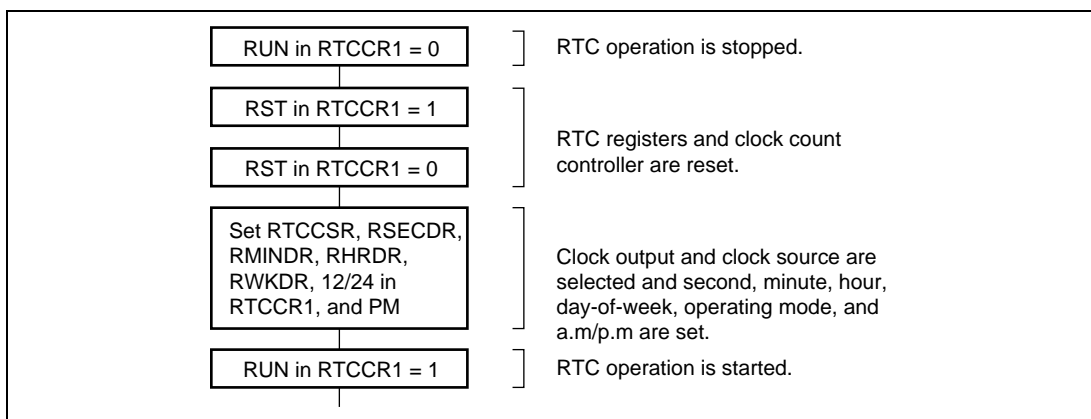 RUN in RTCCR1 = 0
RTC operation is stopped.
RST in RTCCR1 = 1
RST in RTCCR1 = 0
RTC registers and clock count
controller are reset.
Set RTCCSR, RSECDR,
RMINDR, RHRDR,
RWKDR, 12/24 in
RTCCR1, and PM
Clock output and clock source are
selected and second, minute, hour,
day-of-week, operating mode, and
a.m/p.m are set.
RUN in RTCCR1 = 1
RTC operation is started.